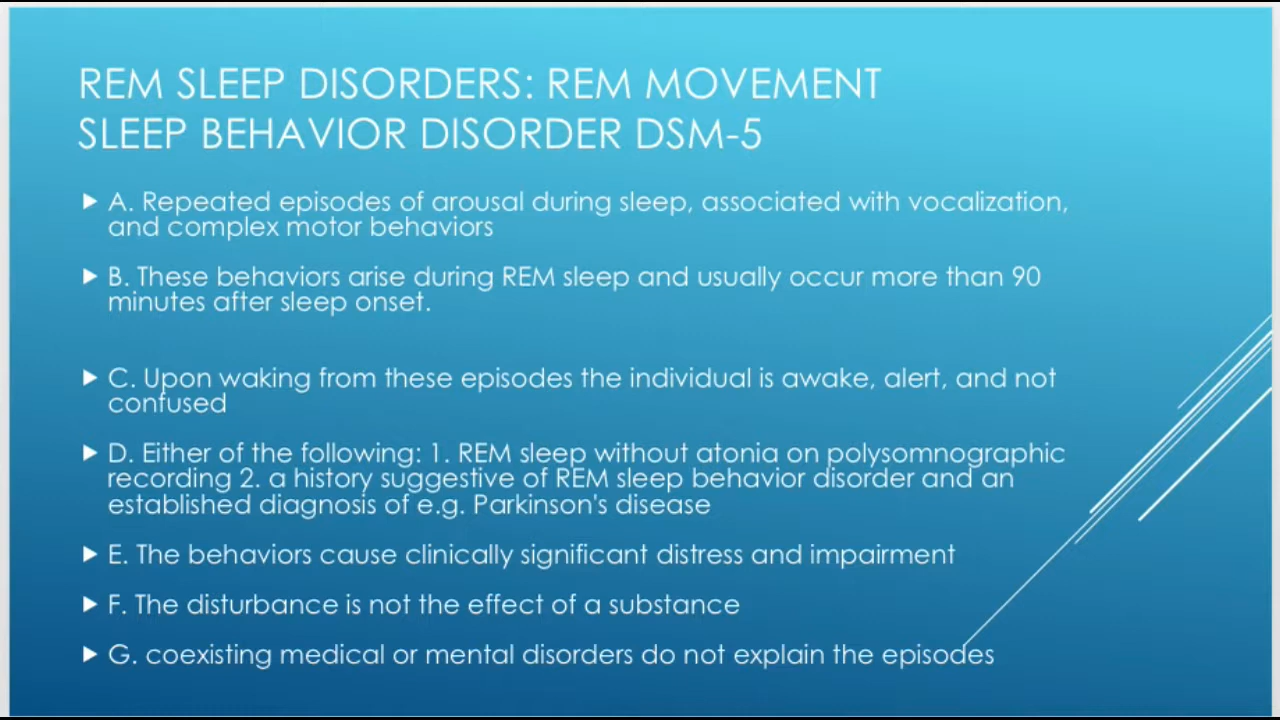 REM SLEEP DISORDERS: REM MOVEMENT
SLEEP BEHAVIOR DISORDER DSM-5
A. Repeated episodes of arousal during sleep, associated with vocalization,
and complex motor behaviors
B. These behaviors arise during REM sleep and usually occur more than 90
minutes after sleep onset.
C. Upon waking from these episodes the individual is awake, alert, and not
confused
D. Either of the following: 1. REM sleep without atonia on polysomnographic
recording 2. a history suggestive of REM sleep behavior disorder and an
established diagnosis of e.g. Parkinson's disease
E. The behaviors cause clinically significant distress and impairment
F. The disturbance is not the effect of a substance
G. coexisting medical or mental disorders do not explain the episodes